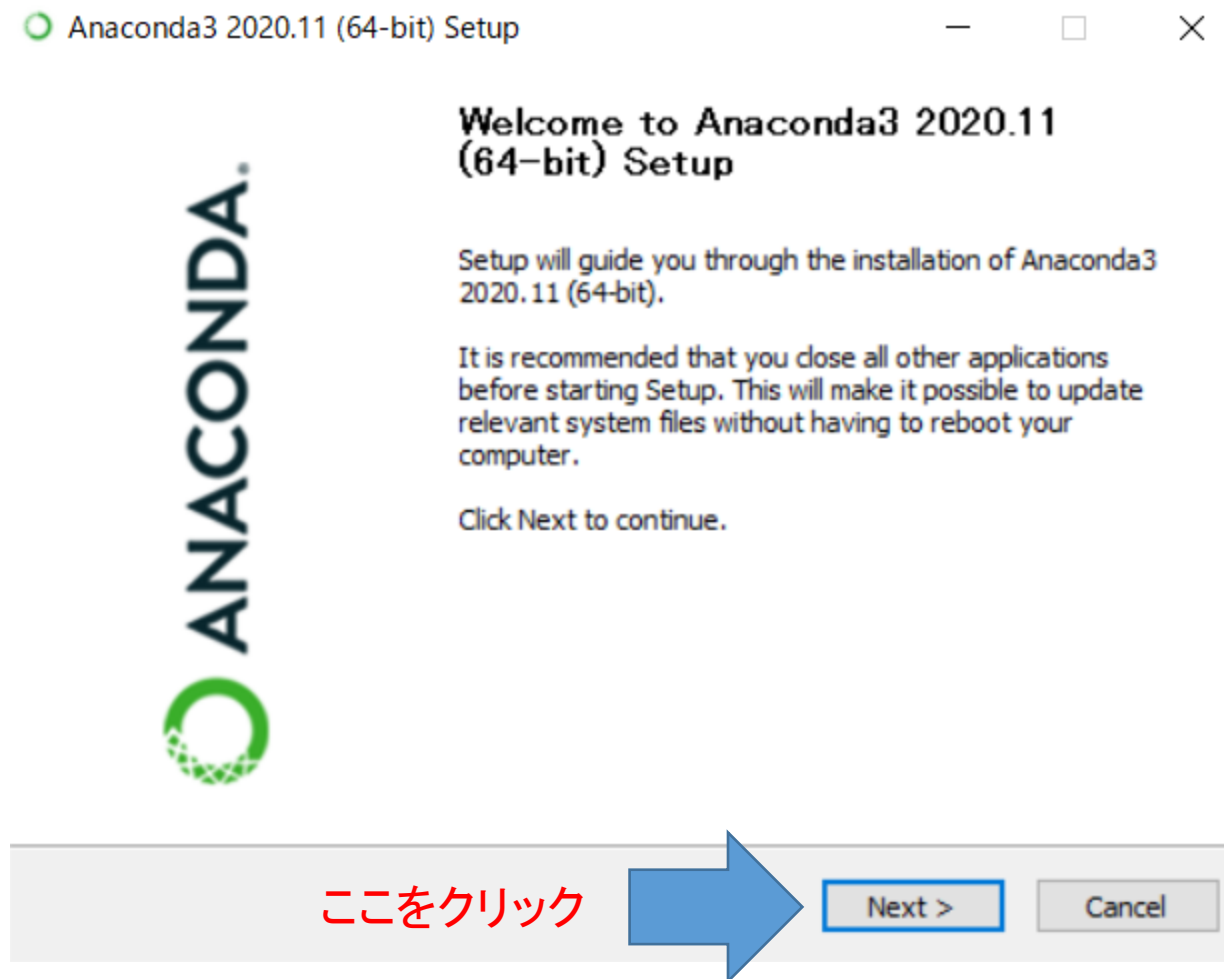 Anaconda3 2020.11 (64-bit) Setup
Welcome to Anaconda3 2020.11
(64-bit) Setup
ANACONDA.
Setup will guide you through the installation of Anaconda3
2020.11 (64-bit).
It is recommended that you close all other applications
before starting Setup. This will make it possible to update
relevant system files without having to reboot your
computer.
Click Next to continue.
ここをクリック
Next >
Cancel